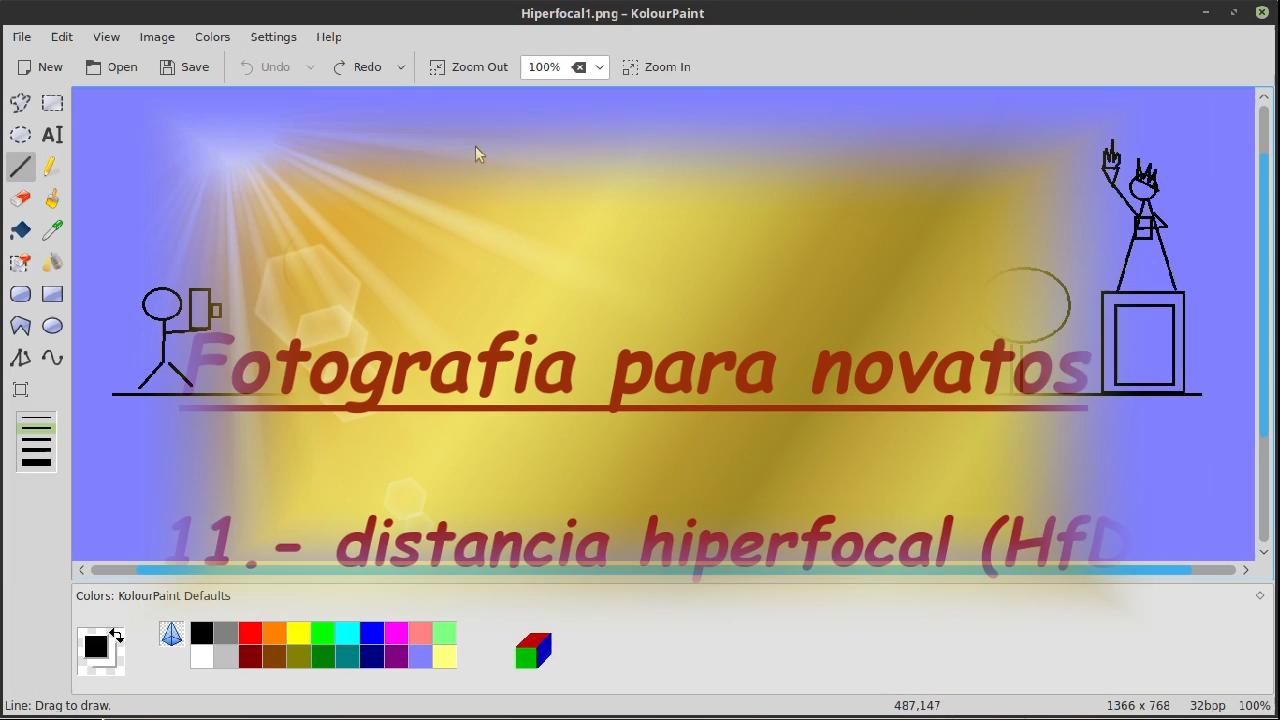 Hiperfocal1.png – KolourPaint
File Edit View Image Colors Settings Help
New Open Save Undo Redo Zoom Out 100% Zoom In
AI
Fotografia para novatos
11.- distancia hiperfocal (HfD
Colors: KolourPaint Defaults
Line: Drag to draw. 487,147 1366 x 768 32bpp 100%